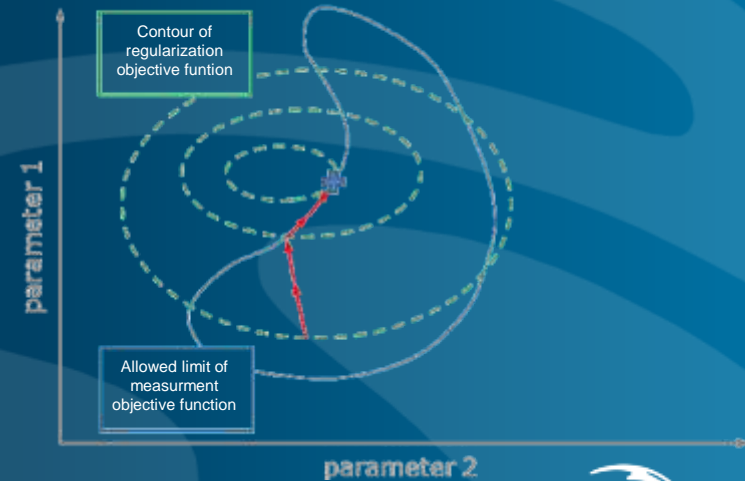 Contour of
regularization
objective funtion
parameter 1
Allowed limit of
measurment
objective function
parameter 2